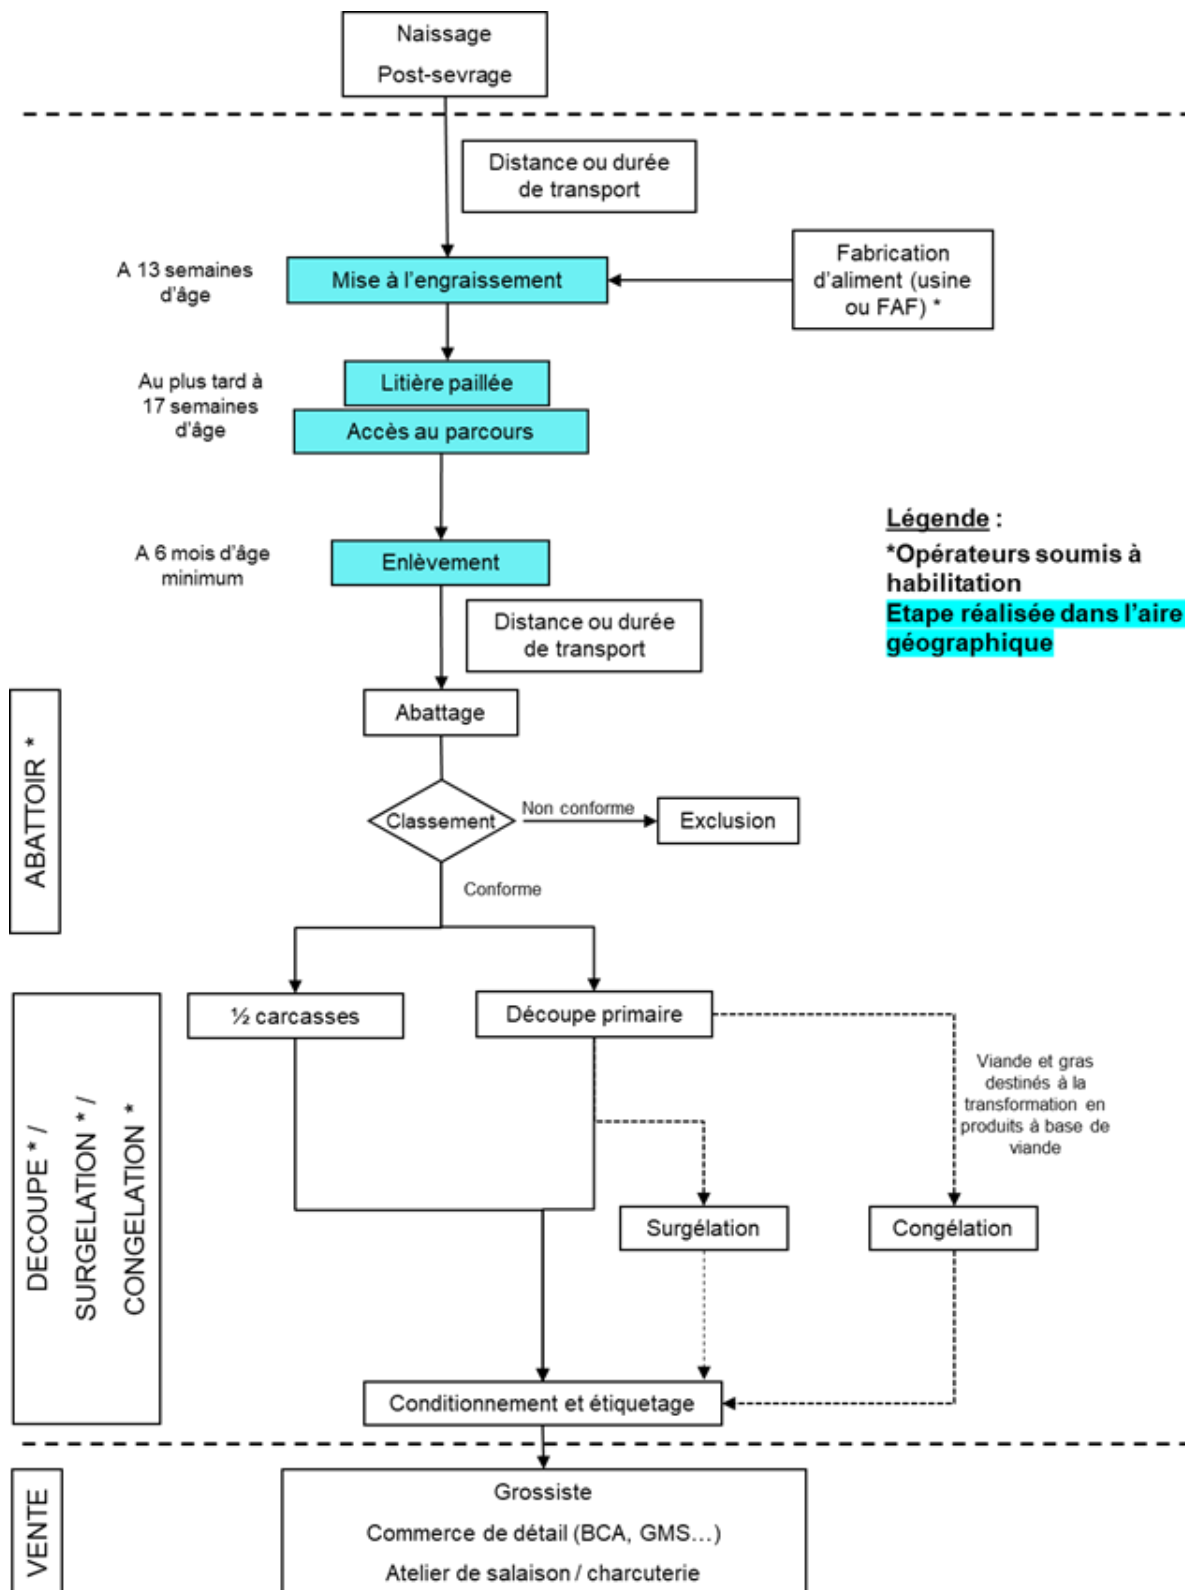 Naissage
Post-sevrage
Distance ou durée
de transport
Fabrication
d'aliment (usine
ou FAF) *
A 13 semaines
d'âge
Mise à l'engraissement
Au plus tard à
17 semaines
d'âge
Litière paillée
Accès au parcours
Légende :
*Opérateurs soumis à
habilitation
Etape réalisée dans l'aire
géographique
A 6 mois d'âge
minimum
Enlèvement
Distance ou durée
de transport
ABATTOIR *
Abattage
Classement
Non conforme
Exclusion
Conforme
DECOUPE * /
SURGELATION * /
CONGELATION *
½ carcasses
Découpe primaire
Viande et gras
destinés à la
transformation en
produits à base de
viande
Surgélation
Congélation
Conditionnement et étiquetage
VENTE
Grossiste
Commerce de détail (BCA, GMS…)
Atelier de salaison / charcuterie